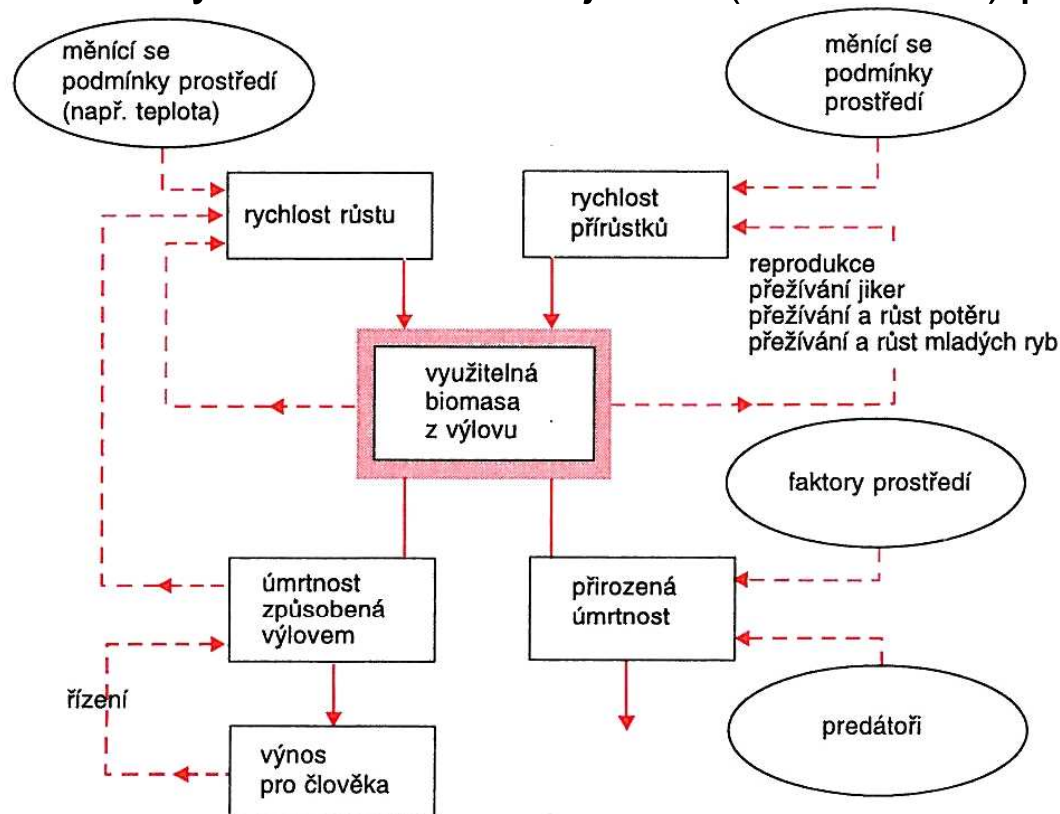 měnící se
podmínky prostředí
(např. teplota)
měnící se
podmínky
prostředí
rychlost růstu
rychlost
přírůstků
reprodukce
přežívání jiker
přežívání a růst potěru
přežívání a růst mladých ryb
využitelná
biomasa
z výlovu
faktory prostředí
úmrtnost
způsobená
výlovem
přirozená
úmrtnost
řízení
predátoři
výnos
pro člověka